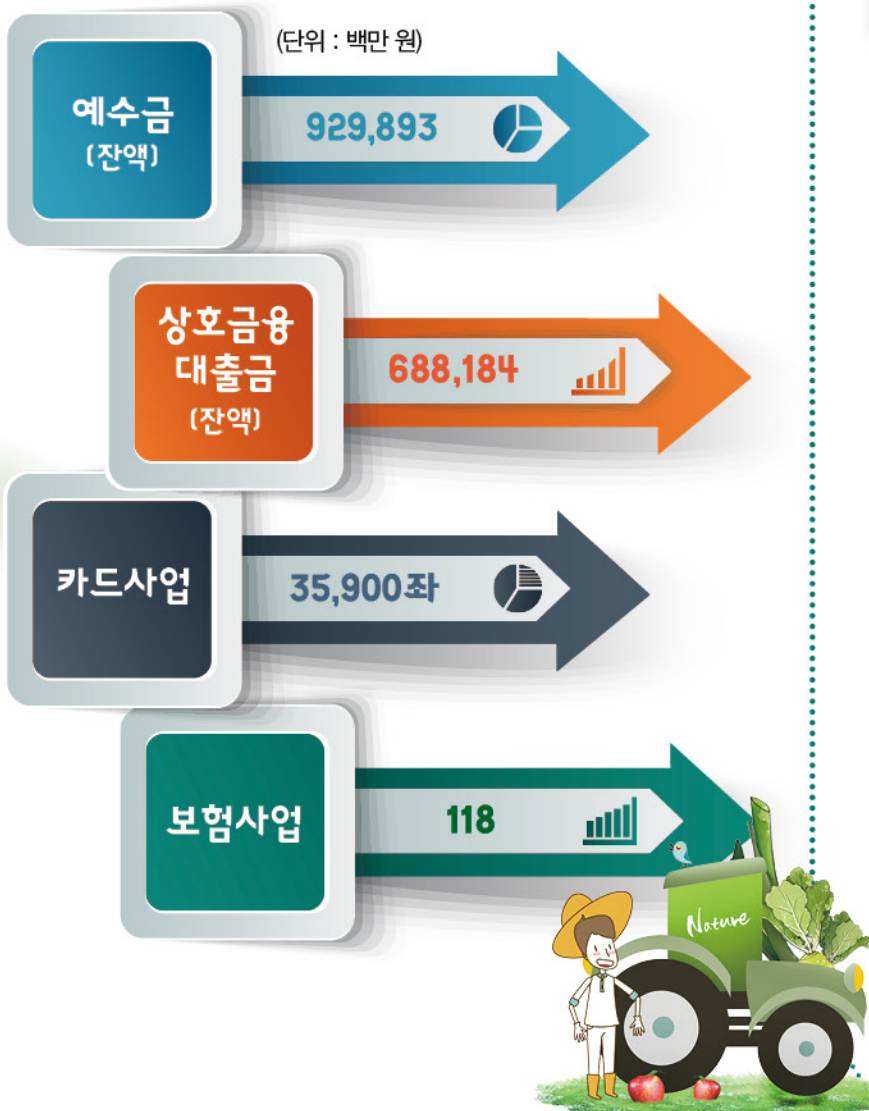 (단위 : 백만 원)
예수금
(잔액)
929,893
상호금융
대출금
(잔액)
688,184
카드사업
35,900좌
보험사업
118
Nature